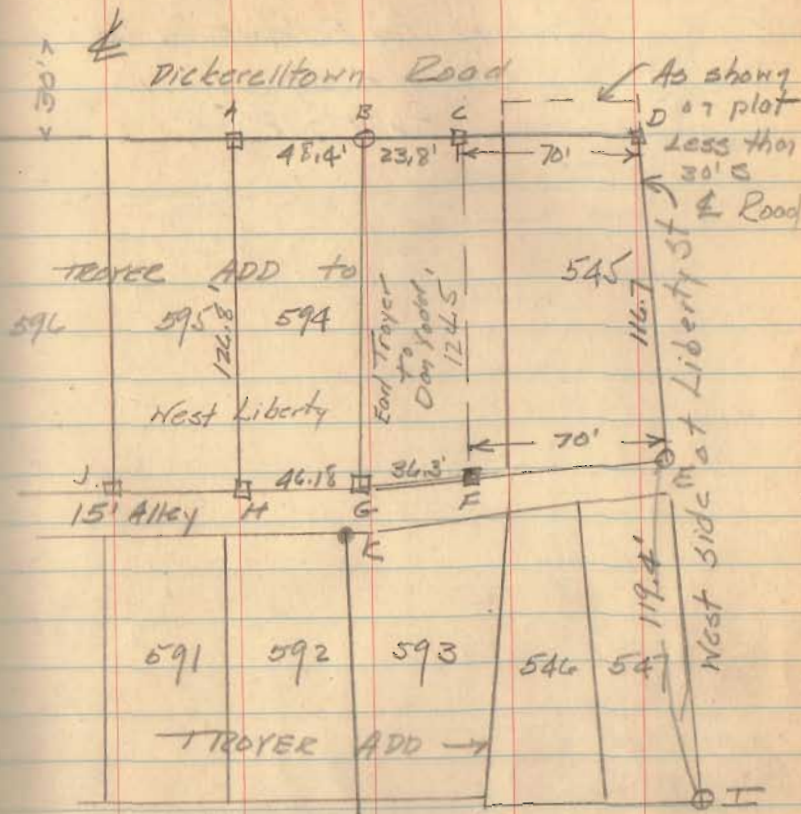 ℄
< 30' >
Dickerelltown Road
As shown
on plat
Less than
30' S
℄ Road
A B C D
48.4' 23.8' 70'
TROYER ADD to
596 595 594 545
126.8'
Earl Troyer
To
Don Yoder,
124.5'
116.7
West Liberty
70'
J. 46.18 36.3'
H G F
15' Alley
K
West side N at Liberty St
119.4'
591 592 593 546 547
TROYER ADD →
I